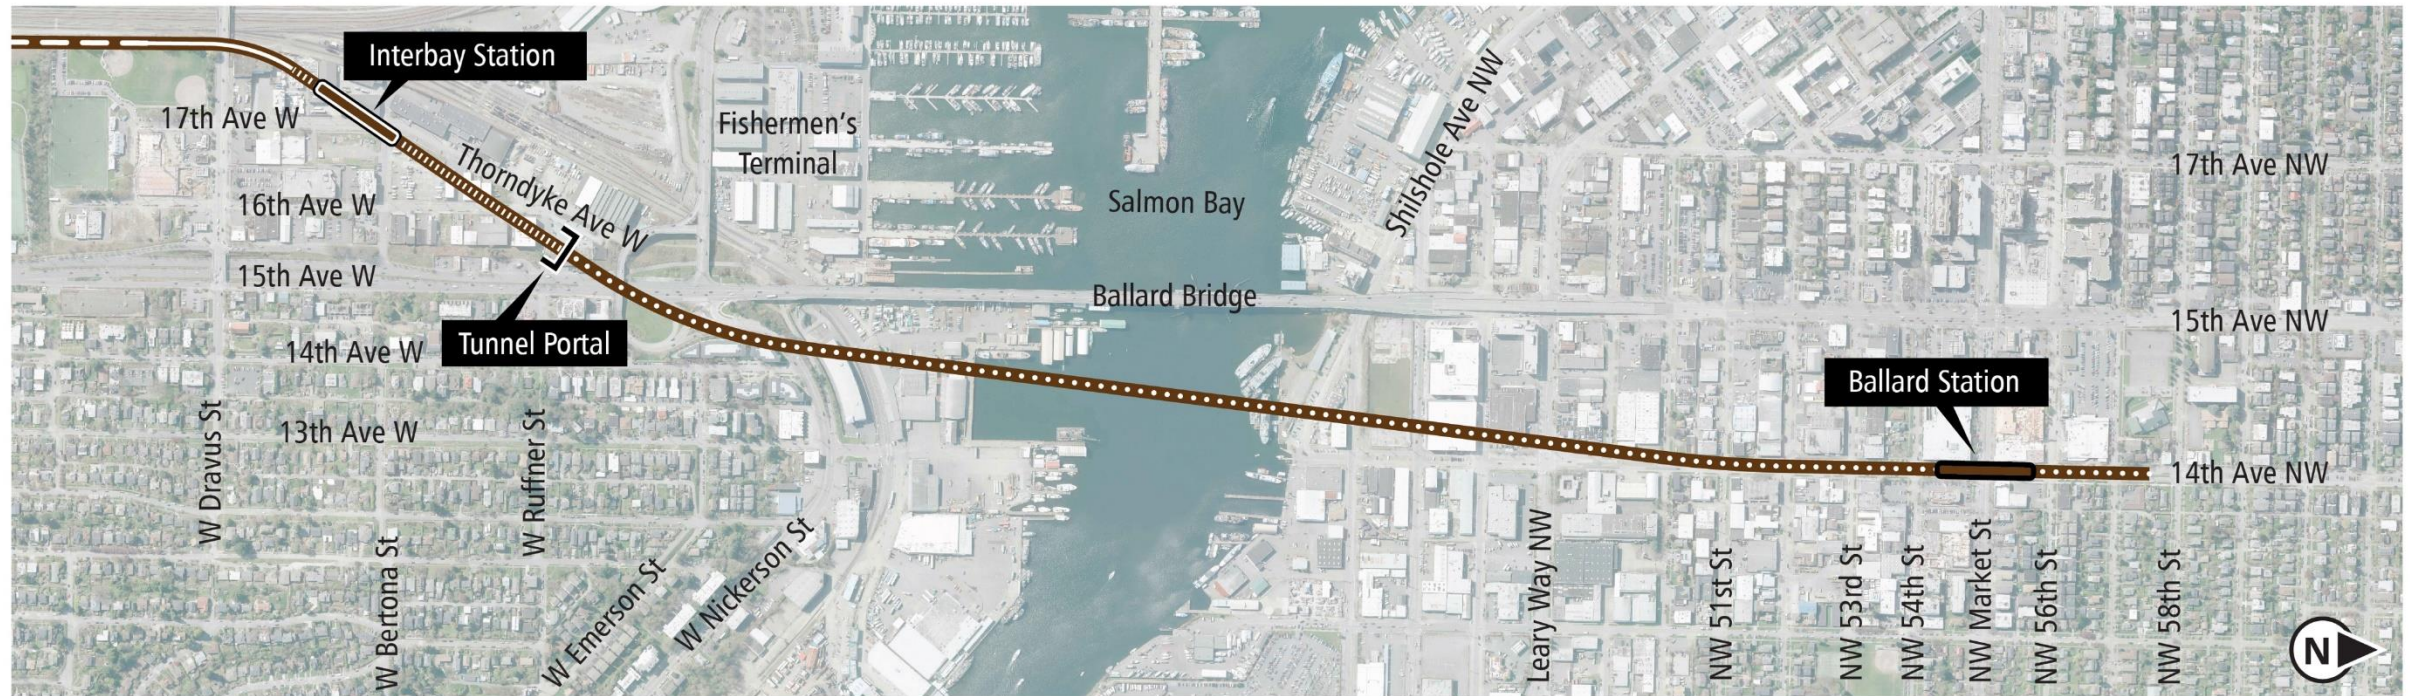 Interbay Station
17th Ave W
Thorndyke Ave W
16th Ave W
15th Ave W
Tunnel Portal
14th Ave W
13th Ave W
W Dravus St
W Bertona St
W Ruffner St
W Emerson St
W Nickerson St
Fishermen's
Terminal
Salmon Bay
Ballard Bridge
Shilshole Ave NW
17th Ave NW
15th Ave NW
Ballard Station
14th Ave NW
Leary Way NW
NW 51st St
NW 53rd St
NW 54th St
NW Market St
NW 56th St
NW 58th St
N